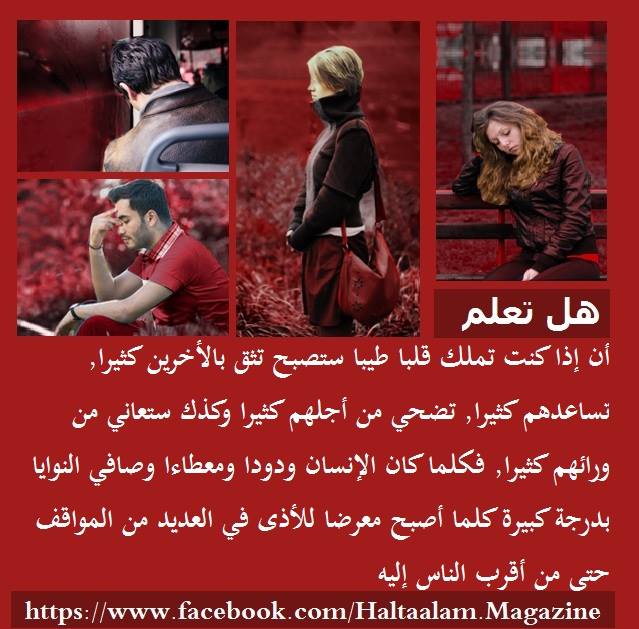 هل تعلم
أن إذا كنت تملك قلبا طيبا ستصبح تثق بالأخرين كثيرا,
تساعدهم كثيرا, تضحي من أجلهم كثيرا وكذك ستعاني من
ورائهم كثيرا, فكلما كان الإنسان ودودا ومعطاءا وصافي النوايا
بدرجة كبيرة كلما أصبح معرضا للأذى في العديد من المواقف
حتى من أقرب الناس إليه
https://www.facebook.com/Haltaalam.Magazine